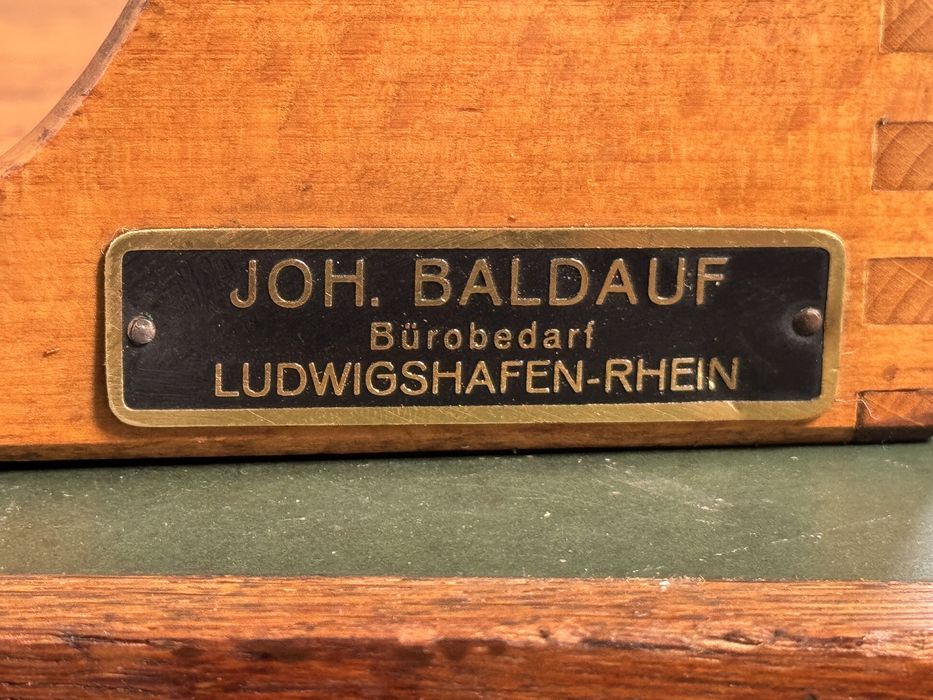 JOH. BALDAUF
Bürobedarf
LUDWIGSHAFEN-RHEIN